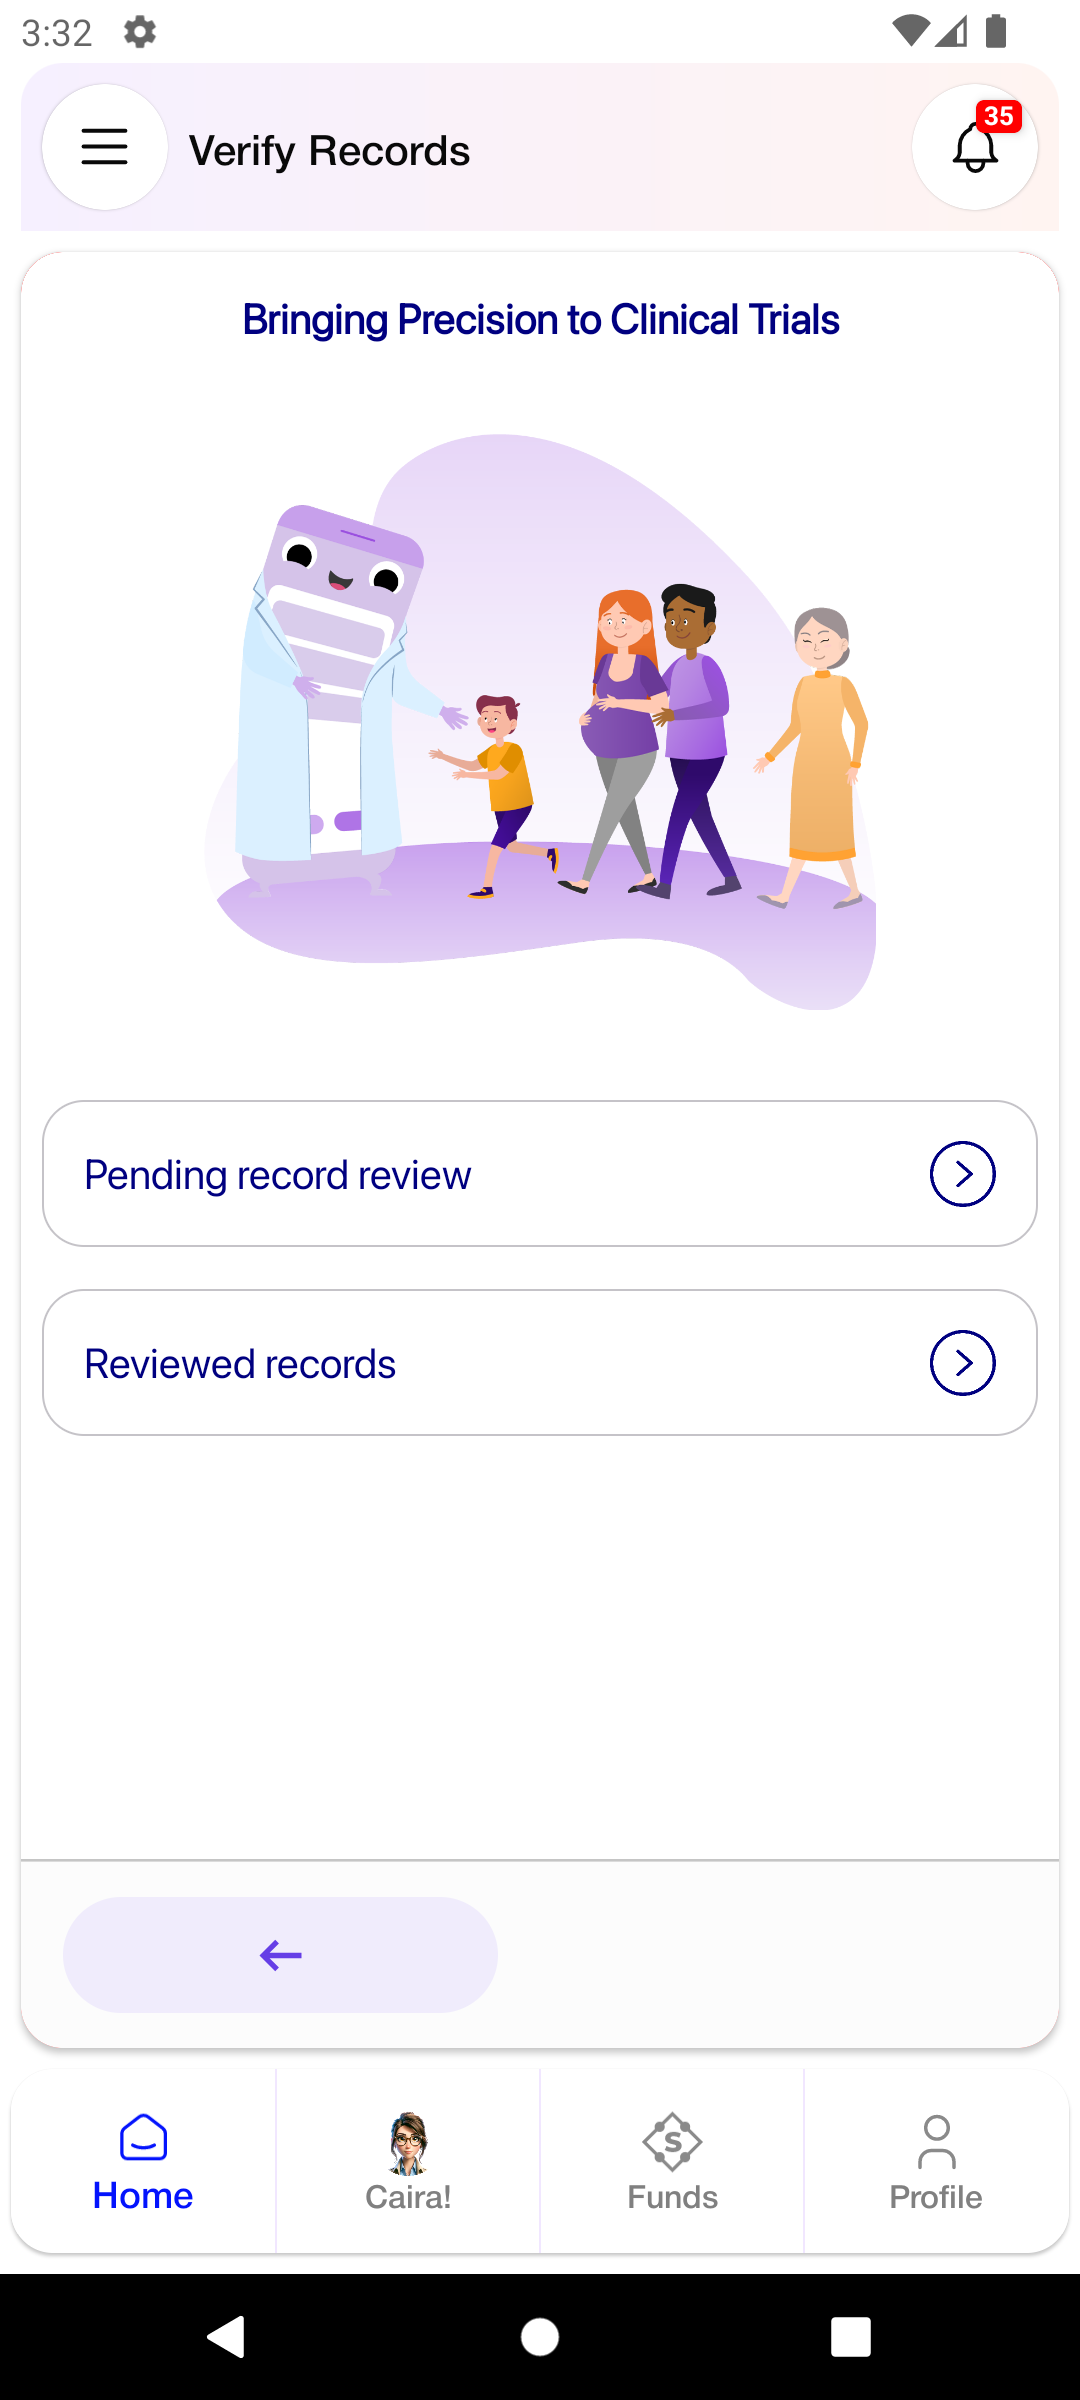 3:32
35
Verify Records
Bringing Precision to Clinical Trials
Pending record review
Reviewed records
Home
Caira!
Funds
Profile